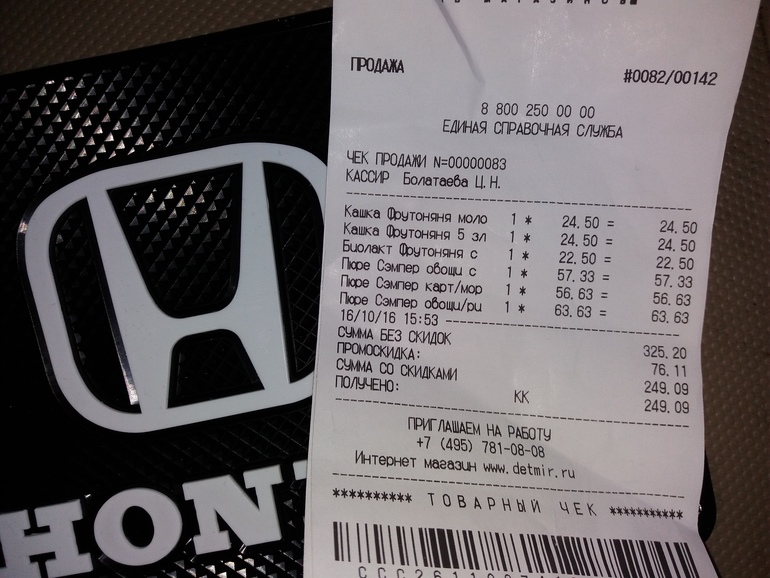 ПРОДАЖА #0082/00142
8 800 250 00 00
ЕДИНАЯ СПРАВОЧНАЯ СЛУЖБА
ЧЕК ПРОДАЖИ N=00000083
КАССИР Болатаева Ц.Н.
Кашка Фрутоняня моло 1 * 24.50 = 24.50
Кашка Фрутоняня 5 зл 1 * 24.50 = 24.50
Биолакт Фрутоняня с 1 * 22.50 = 22.50
Пюре Сэмпер овощи с 1 * 57.33 = 57.33
Пюре Сэмпер карт/мор 1 * 56.63 = 56.63
Пюре Сэмпер овощи/ри 1 * 63.63 = 63.63
16/10/16 15:53
СУММА БЕЗ СКИДОК 325.20
ПРОМОСКИДКА: 76.11
СУММА СО СКИДКАМИ 249.09
ПОЛУЧЕНО: КК 249.09
ПРИГЛАШАЕМ НА РАБОТУ
+7 (495) 781-08-08
Интернет магазин www.detmir.ru
********** ТОВАРНЫЙ ЧЕК **********
HON